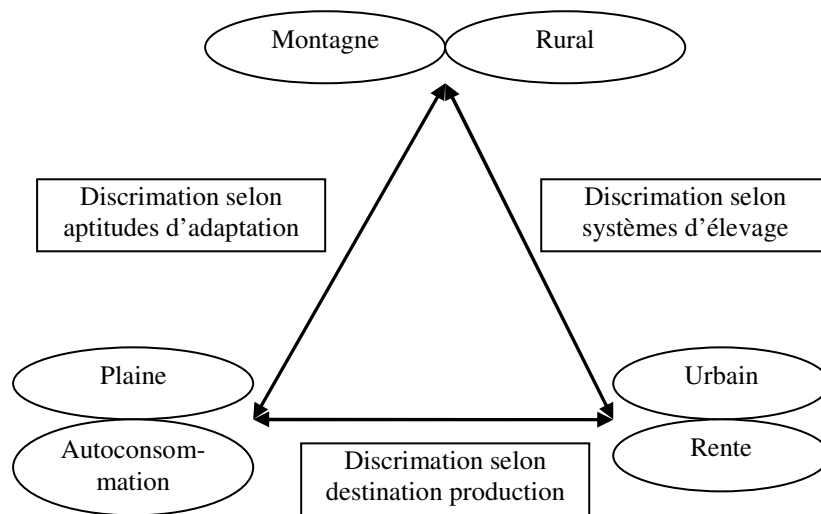 Montagne
Rural
Discrimation selon
aptitudes d'adaptation
Discrimation selon
systèmes d'élevage
Plaine
Autoconsom-
mation
Urbain
Rente
Discrimation selon
destination production